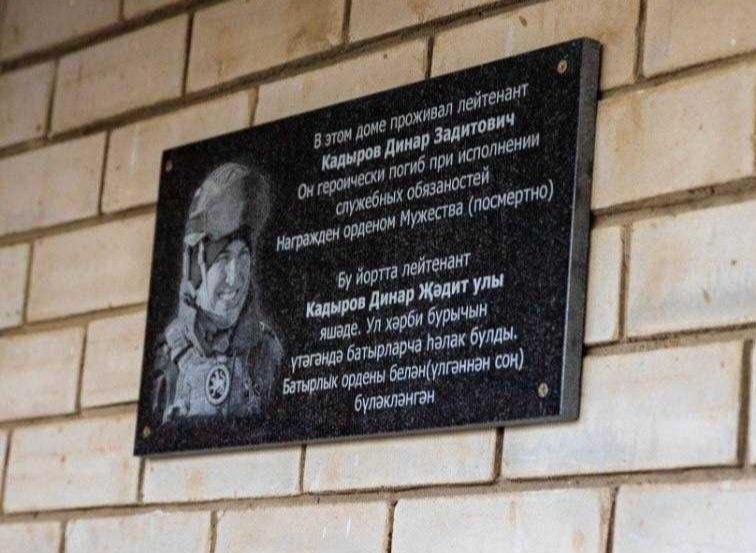 В этом доме проживал лейтенант
Кадыров Динар Задитович
Он героически погиб при исполнении
служебных обязаностей
Награжден орденом Мужества (посмертно)
Бу йортта лейтенант
Кадыров Динар Җәдит улы
яшәде. Ул хәрби бурычын
үтәгәндә батырларча һәлак булды.
Батырлык ордены белән(үлгәннән соң)
бүләкләнгән